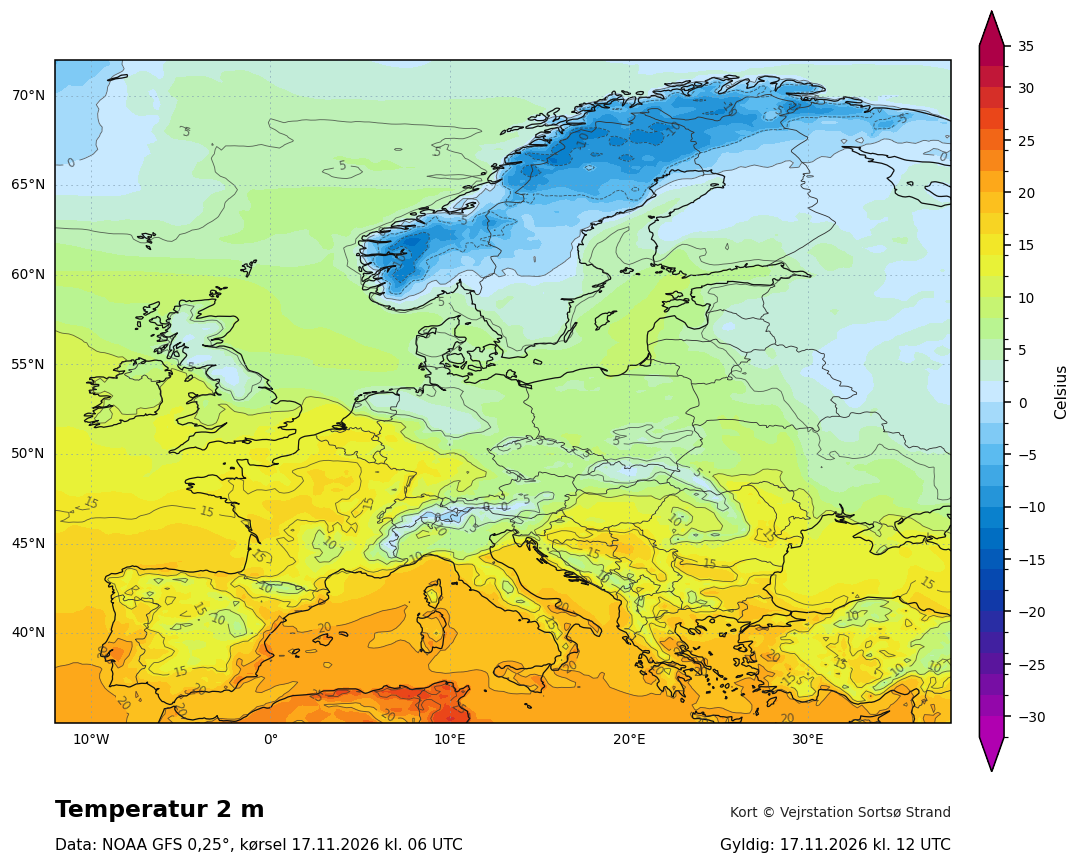 70°N
65°N
60°N
55°N
50°N
45°N
40°N
10°W
0°
10°E
20°E
30°E
35
30
25
20
15
10
5
0
−5
−10
−15
−20
−25
−30
Celsius
Temperatur 2 m
Kort © Vejrstation Sortsø Strand
Data: NOAA GFS 0,25°, kørsel 17.11.2026 kl. 06 UTC
Gyldig: 17.11.2026 kl. 12 UTC